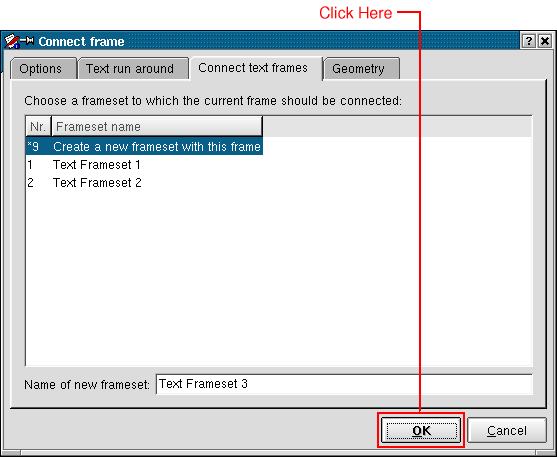 Click Here
Connect frame
Options Text run around Connect text frames Geometry
Choose a frameset to which the current frame should be connected:
Nr. Frameset name
*9 Create a new frameset with this frame
1 Text Frameset 1
2 Text Frameset 2
Name of new frameset: Text Frameset 3
OK Cancel